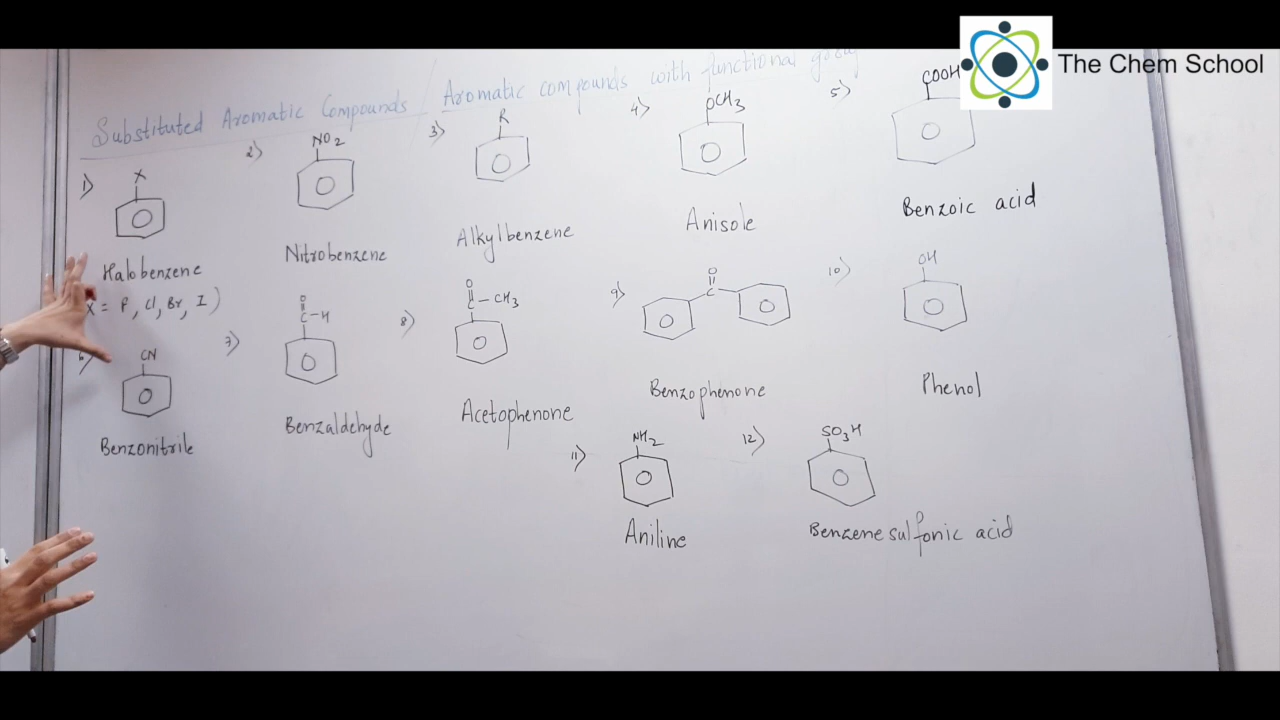 The Chem School
Substituted Aromatic Compounds / Aromatic compounds with functional group
1) X
Halobenzene
X = F, Cl, Br, I )
2) NO2
Nitrobenzene
3) R
Alkylbenzene
4) OCH3
Anisole
5) COOH
Benzoic acid
6) CN
Benzonitrile
7) O
C-H
Benzaldehyde
8) O
C-CH3
Acetophenone
9) O
C
Benzophenone
10) OH
Phenol
11) NH2
Aniline
12) SO3H
Benzene sulfonic acid